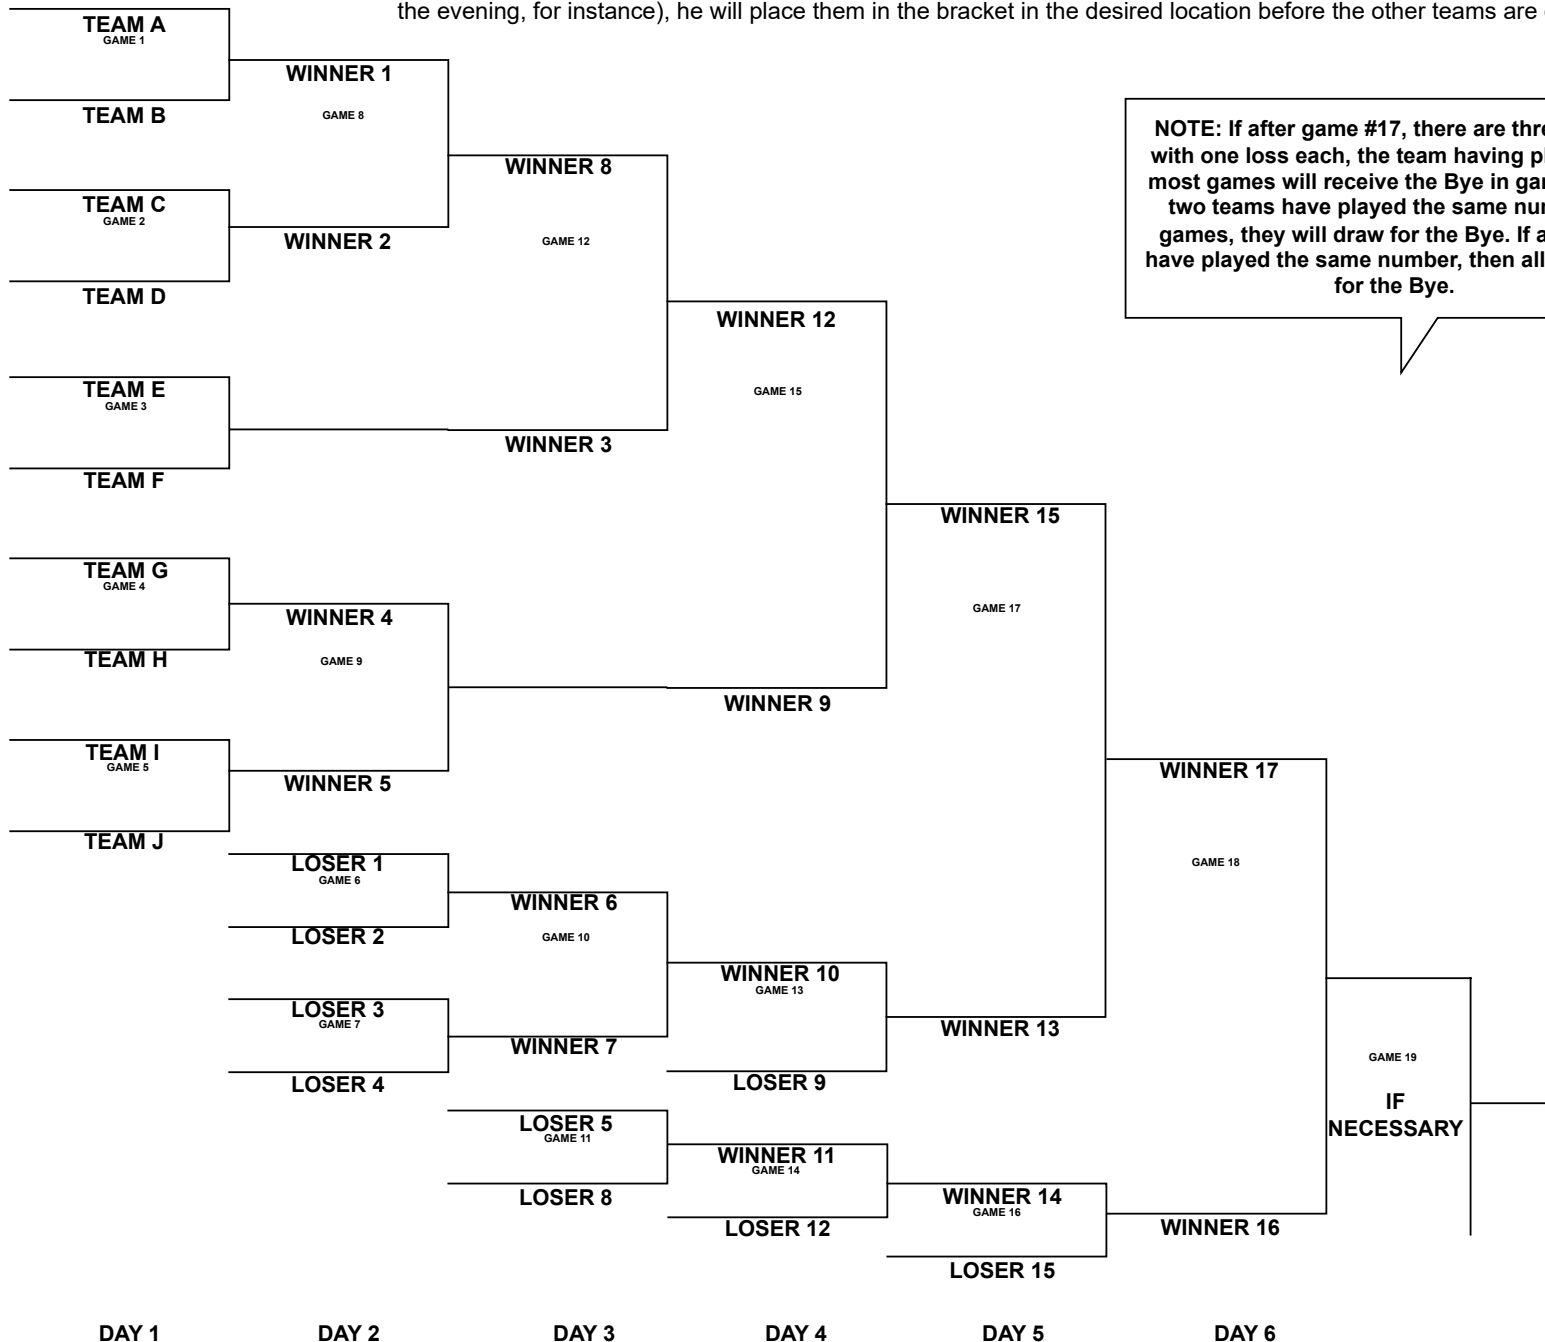 the evening, for instance), he will place them in the bracket in the desired location before the other teams are
TEAM A
GAME 1
TEAM B
WINNER 1
GAME 8
TEAM C
GAME 2
TEAM D
WINNER 2
WINNER 8
GAME 12
NOTE: If after game #17, there are thre
with one loss each, the team having pl
most games will receive the Bye in gar
two teams have played the same nur
games, they will draw for the Bye. If a
have played the same number, then all
for the Bye.
WINNER 12
GAME 15
TEAM E
GAME 3
TEAM F
WINNER 3
WINNER 15
GAME 17
TEAM G
GAME 4
TEAM H
WINNER 4
GAME 9
WINNER 9
TEAM I
GAME 5
TEAM J
WINNER 5
WINNER 17
GAME 18
LOSER 1
GAME 6
LOSER 2
WINNER 6
GAME 10
LOSER 3
GAME 7
LOSER 4
WINNER 7
WINNER 10
GAME 13
LOSER 9
WINNER 13
GAME 19
IF
NECESSARY
LOSER 5
GAME 11
LOSER 8
WINNER 11
GAME 14
LOSER 12
WINNER 14
GAME 16
LOSER 15
WINNER 16
DAY 1 DAY 2 DAY 3 DAY 4 DAY 5 DAY 6